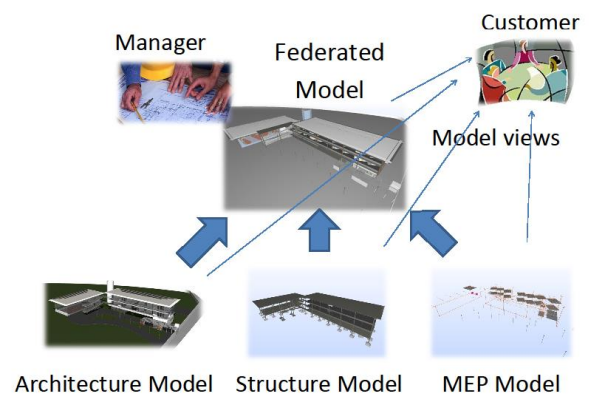 Customer
Manager
Federated
Model
Model views
Architecture Model
Structure Model
MEP Model